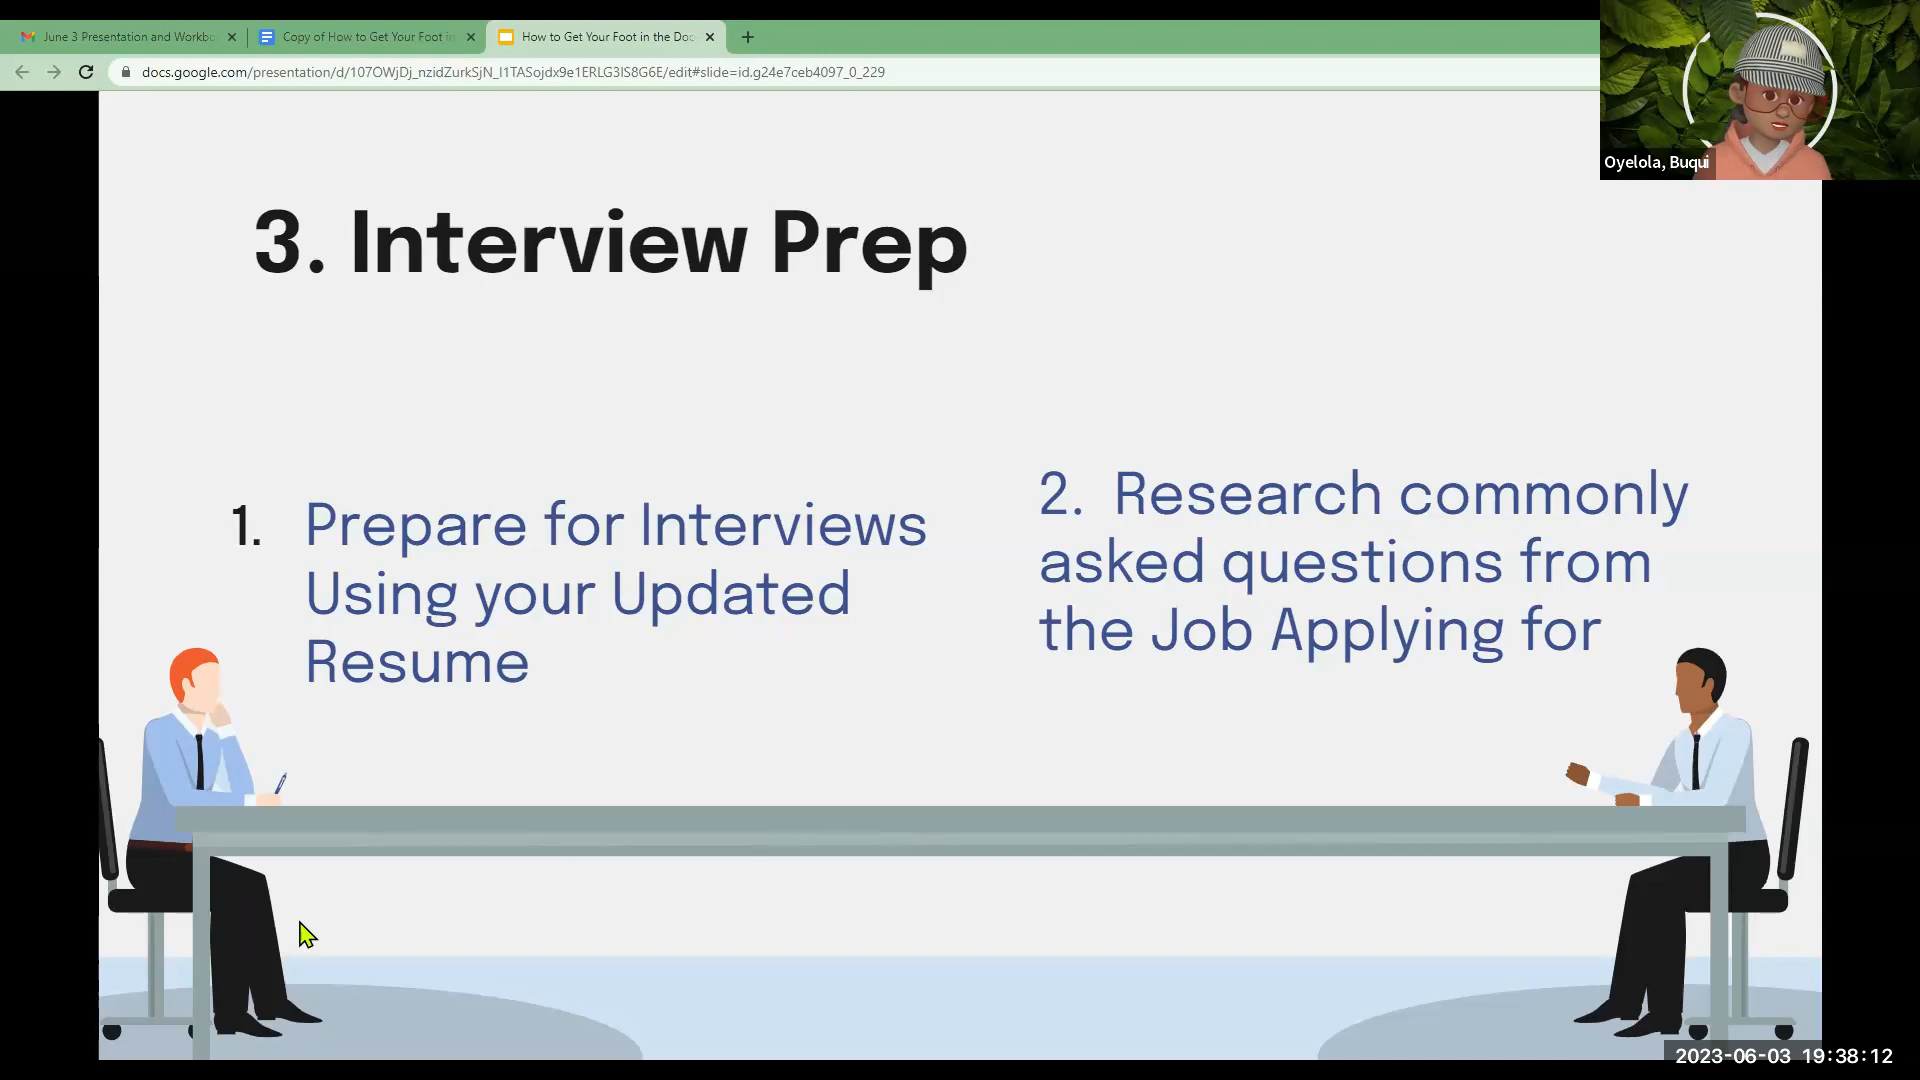 June 3 Presentation and Workbo
Copy of How to Get Your Foot in
How to Get Your Foot in the Doo
docs.google.com/presentation/d/107OWjDj_nzidZurkSjN_I1TASojdx9e1ERLG3IS8G6E/edit#slide=id.g24e7ceb4097_0_229
Oyelola, Buqui
3. Interview Prep
1. Prepare for Interviews
Using your Updated
Resume
2. Research commonly
asked questions from
the Job Applying for
2023-06-03 19:38:12